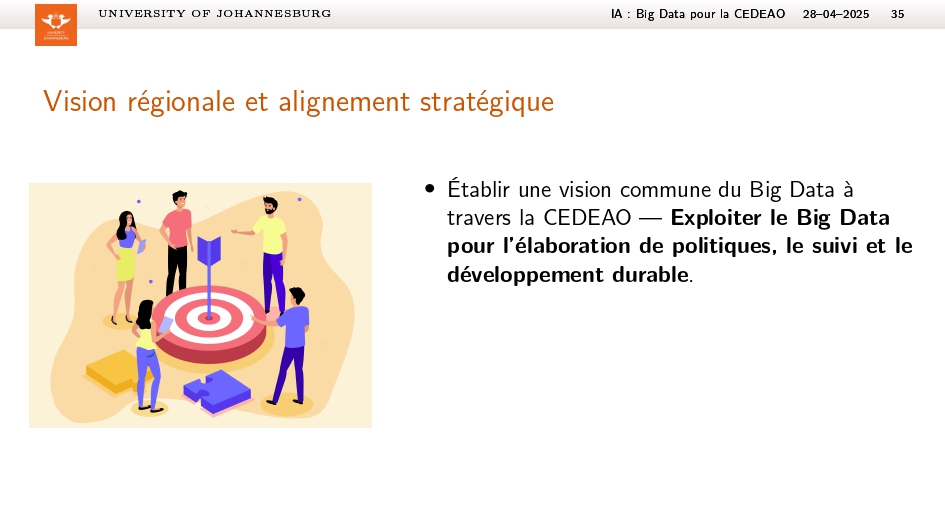 UNIVERSITY OF JOHANNESBURG
IA : Big Data pour la CEDEAO 28–04–2025 35
UNIVERSITY
JOHANNESBURG
Vision régionale et alignement stratégique
• Établir une vision commune du Big Data à
travers la CEDEAO — Exploiter le Big Data
pour l'élaboration de politiques, le suivi et le
développement durable.